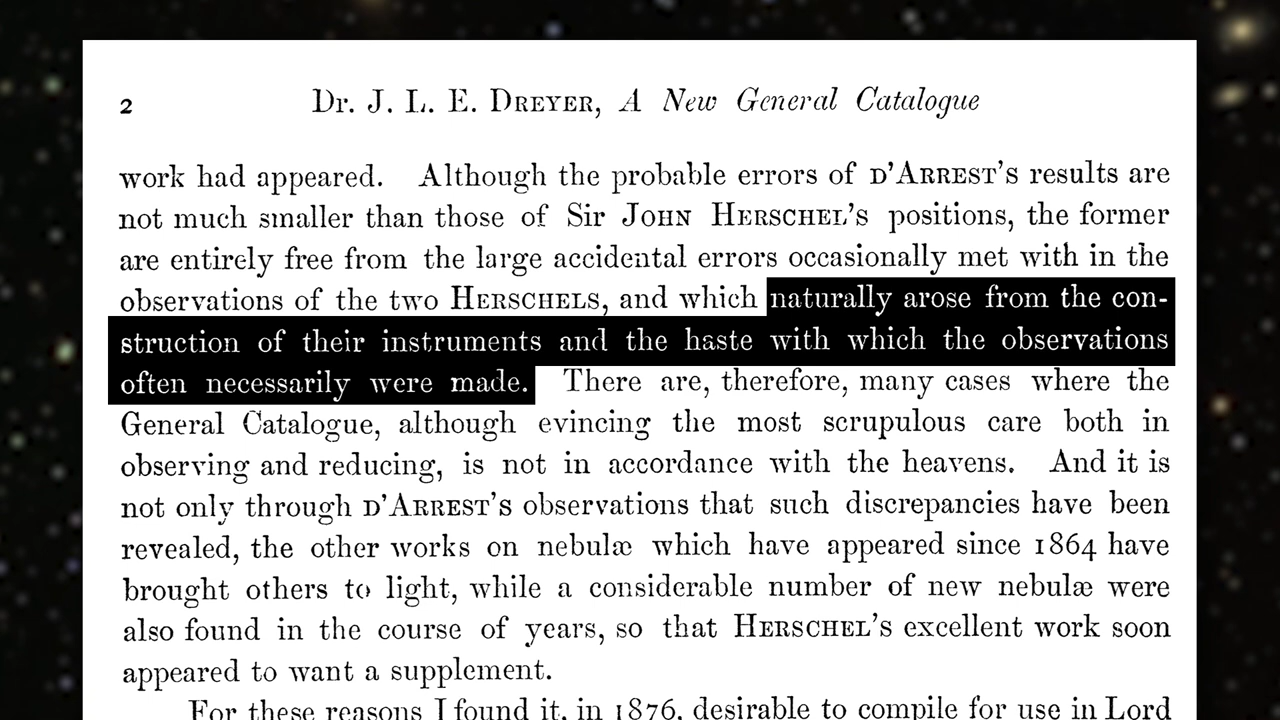 2 Dr. J. L. E. DREYER, A New General Catalogue
work had appeared. Although the probable errors of D'ARREST'S results are
not much smaller than those of Sir JOHN HERSCHEL'S positions, the former
are entirely free from the large accidental errors occasionally met with in the
observations of the two HERSCHELS, and which naturally arose from the con-
struction of their instruments and the haste with which the observations
often necessarily were made. There are, therefore, many cases where the
General Catalogue, although evincing the most scrupulous care both in
observing and reducing, is not in accordance with the heavens. And it is
not only through D'ARREST'S observations that such discrepancies have been
revealed, the other works on nebulæ which have appeared since 1864 have
brought others to light, while a considerable number of new nebulæ were
also found in the course of years, so that HERSCHEL'S excellent work soon
appeared to want a supplement.
For these reasons I found it, in 1876, desirable to compile for use in Lord